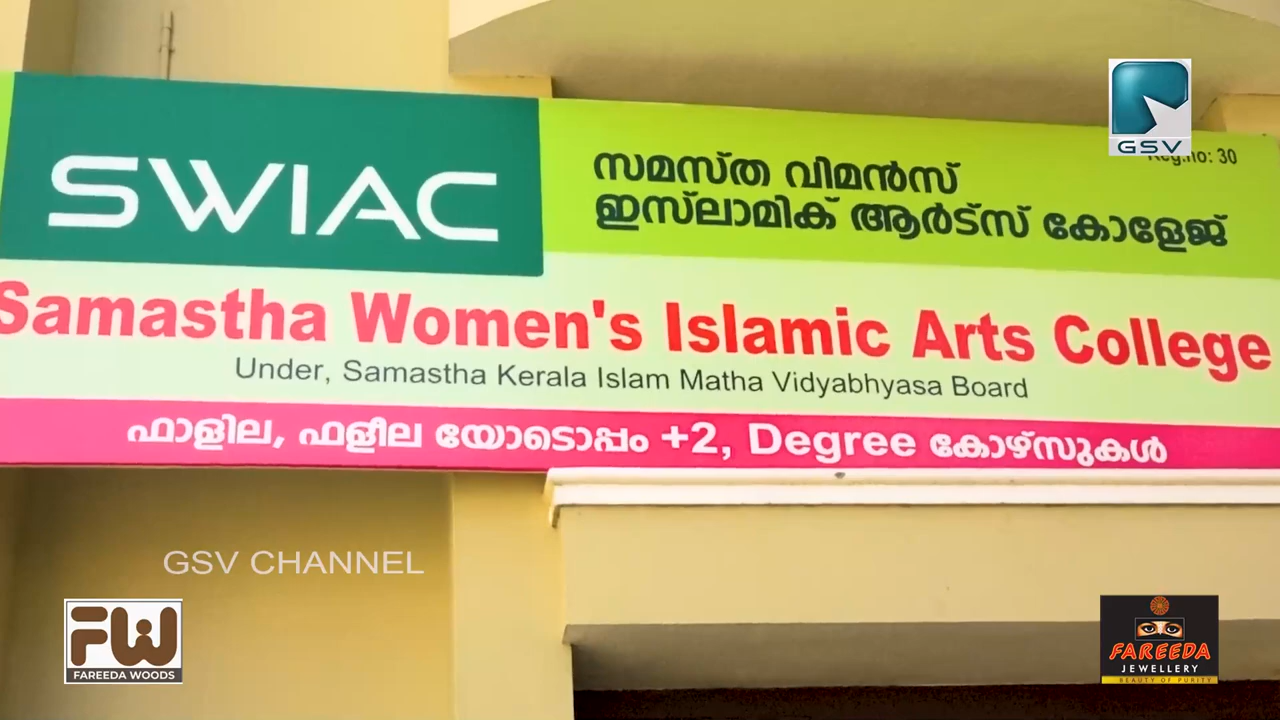 GSV
Reg.no: 30
SWIAC
സമസ്ത വിമൻസ്
ഇസ്‌ലാമിക് ആർട്സ് കോളേജ്
Samastha Women's Islamic Arts College
Under, Samastha Kerala Islam Matha Vidyabhyasa Board
ഫാളില, ഫളീല യോടൊപ്പം +2, Degree കോഴ്സുകൾ
GSV CHANNEL
FW
FAREEDA WOODS
FAREEDA
JEWELLERY
BEAUTY OF PURITY